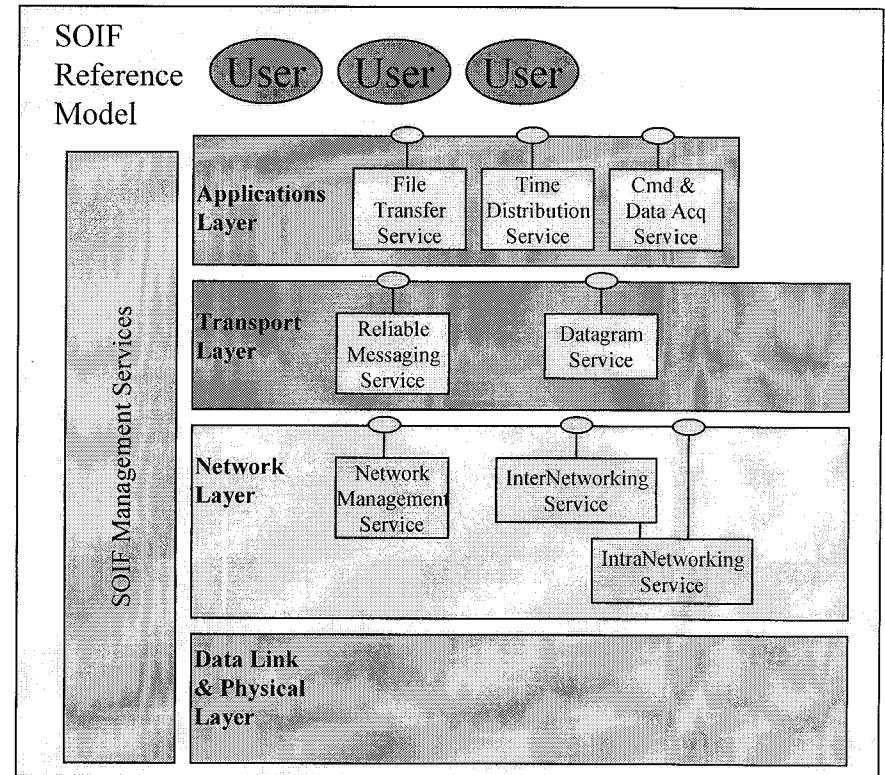 SOIF
Reference
Model
User
User
User
SOIF Management Services
Applications
Layer
File
Transfer
Service
Time
Distribution
Service
Cmd &
Data Acq
Service
Transport
Layer
Reliable
Messaging
Service
Datagram
Service
Network
Layer
Network
Management
Service
InterNetworking
Service
IntraNetworking
Service
Data Link
& Physical
Layer